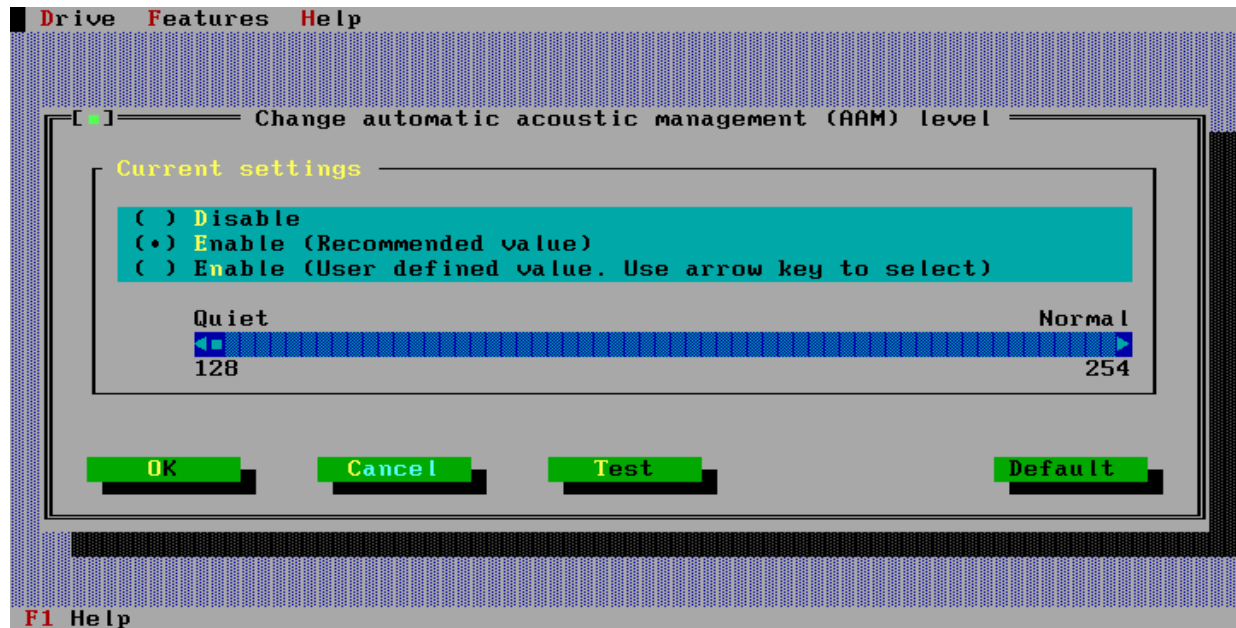 Drive Features Help
[■] Change automatic acoustic management (AAM) level
Current settings
( ) Disable
(•) Enable (Recommended value)
( ) Enable (User defined value. Use arrow key to select)
Quiet Normal
128 254
OK Cancel Test Default
F1 Help